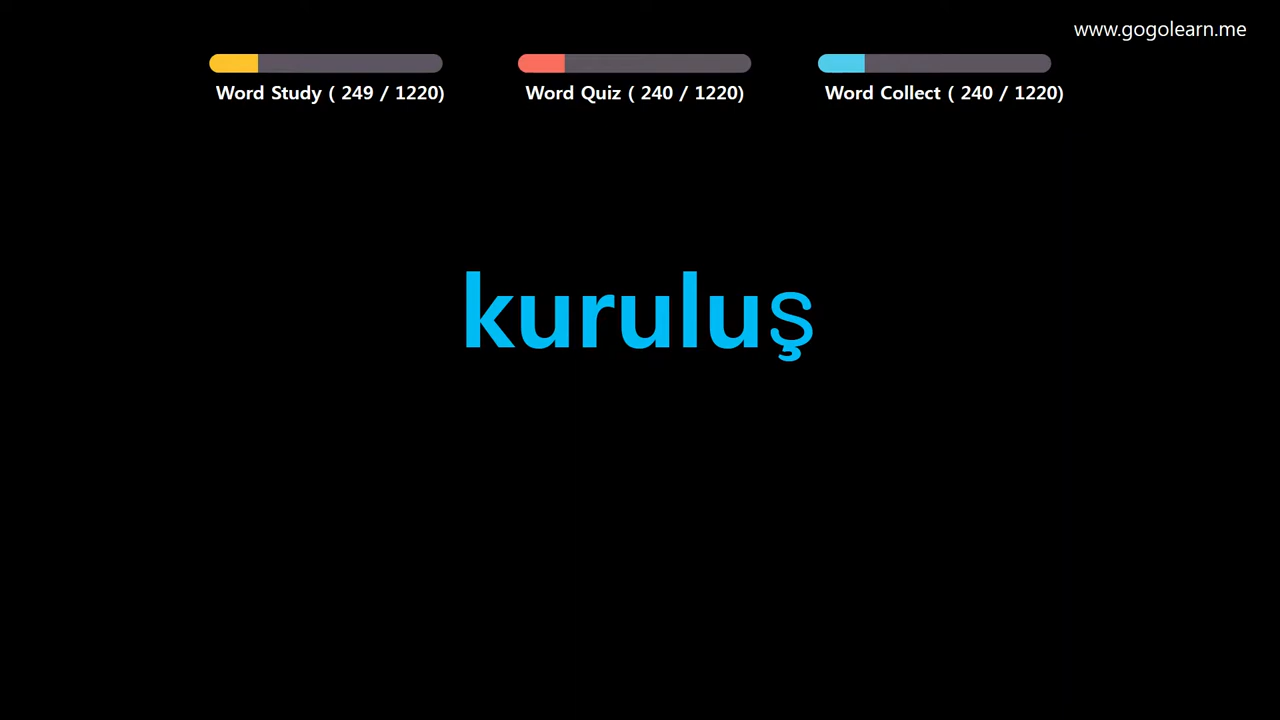 www.gogolearn.me
Word Study ( 249 / 1220)
Word Quiz ( 240 / 1220)
Word Collect ( 240 / 1220)
kuruluş